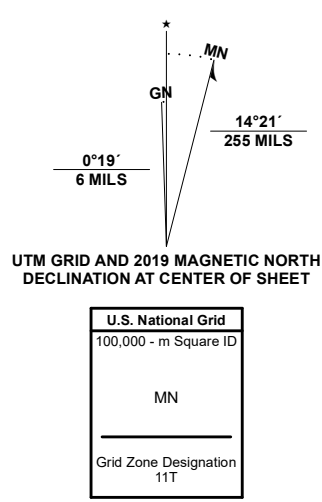 ★
MN
GN
14°21´
255 MILS
0°19´
6 MILS
UTM GRID AND 2019 MAGNETIC NORTH
DECLINATION AT CENTER OF SHEET
U.S. National Grid
100,000 - m Square ID
MN
Grid Zone Designation
11T